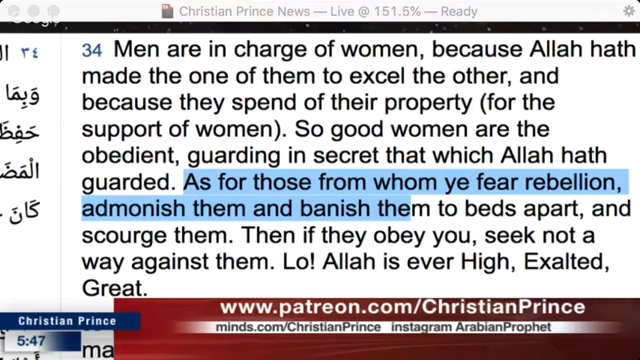 Christian Prince News — Live @ 151.5% — Ready
34 Men are in charge of women, because Allah hath
made the one of them to excel the other, and
because they spend of their property (for the
support of women). So good women are the
obedient, guarding in secret that which Allah hath
guarded. As for those from whom ye fear rebellion,
admonish them and banish them to beds apart, and
scourge them. Then if they obey you, seek not a
way against them. Lo! Allah is ever High, Exalted,
Great.
٣٤
وَبِمَا
كَانَ
www.patreon.com/ChristianPrince
minds.com/ChristianPrince instagram ArabianProphet
Christian Prince
5:47